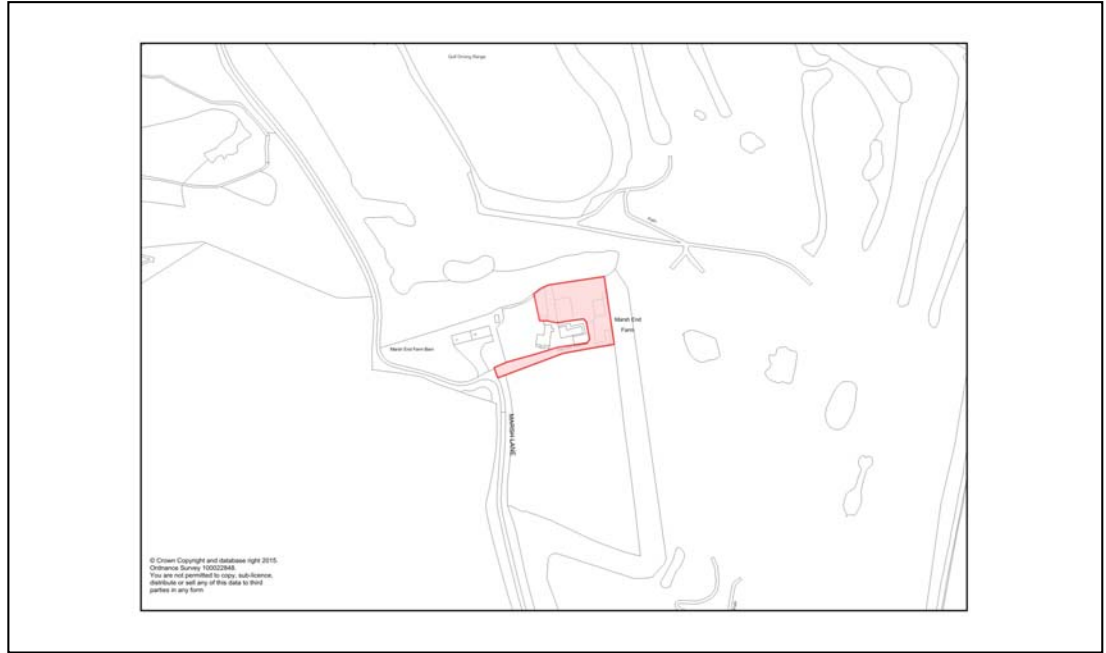 Golf Driving Range
Path
Marsh End
Farm
Marsh End Farm Barn
MARSH LANE
Path
© Crown Copyright and database right 2015.
Ordnance Survey 100022848.
You are not permitted to copy, sub-licence,
distribute or sell any of this data to third
parties in any form